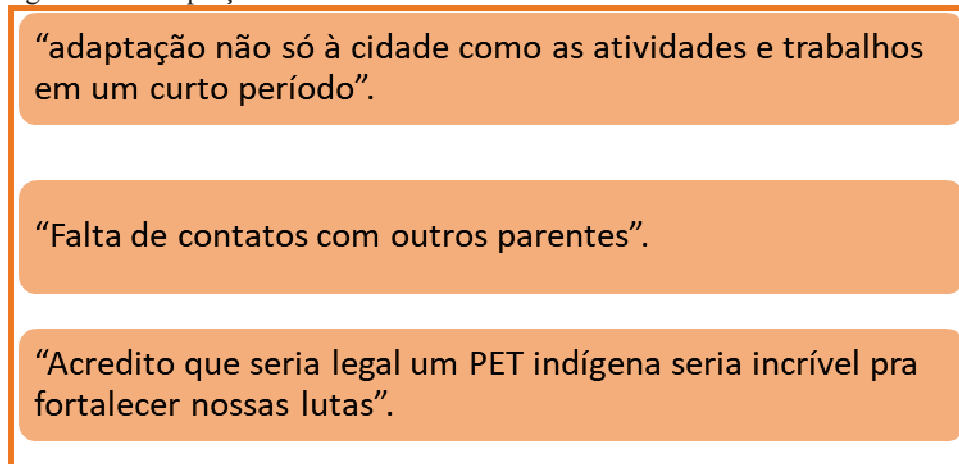 “adaptação não só à cidade como as atividades e trabalhos
em um curto período”.
“Falta de contatos com outros parentes”.
“Acredito que seria legal um PET indígena seria incrível pra
fortalecer nossas lutas”.